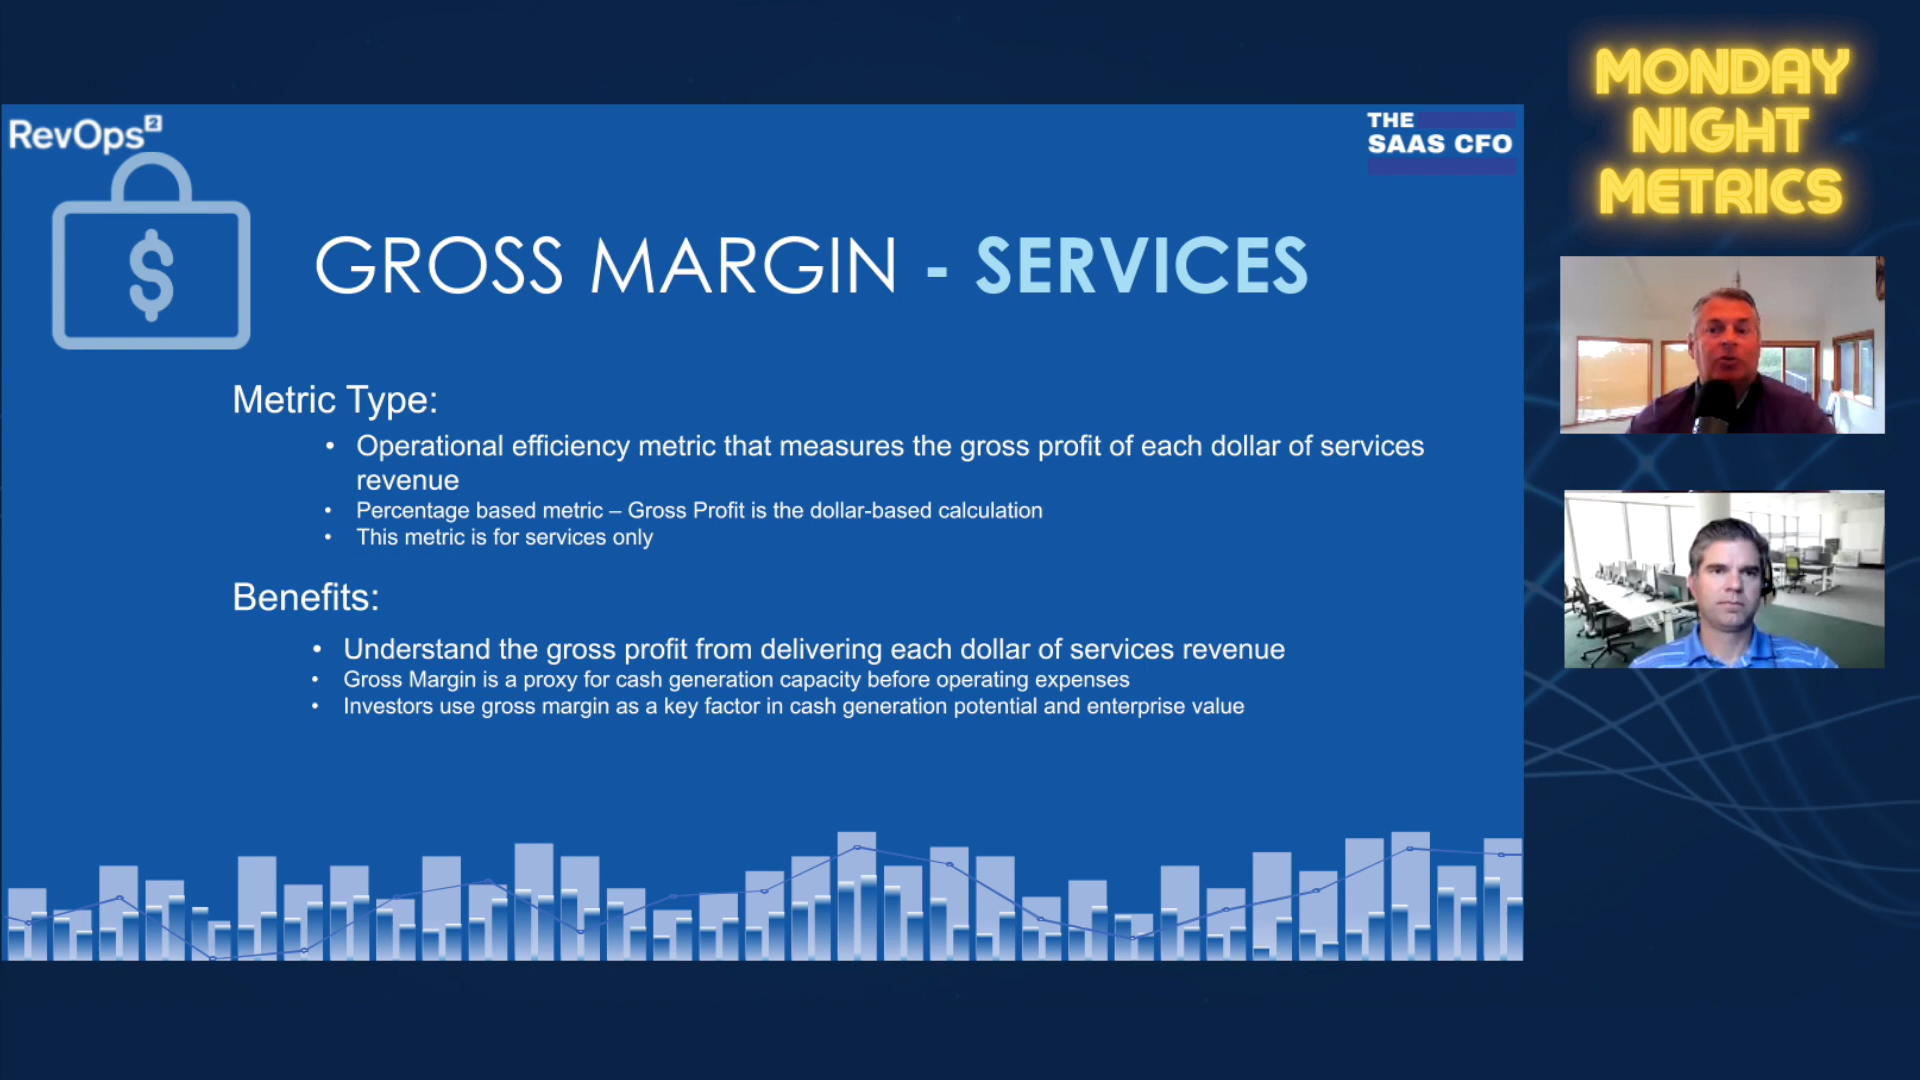 MONDAY
NIGHT
METRICS
RevOps²
THE
SAAS CFO
$
GROSS MARGIN - SERVICES
Metric Type:
• Operational efficiency metric that measures the gross profit of each dollar of services
revenue
• Percentage based metric – Gross Profit is the dollar-based calculation
• This metric is for services only
Benefits:
• Understand the gross profit from delivering each dollar of services revenue
• Gross Margin is a proxy for cash generation capacity before operating expenses
• Investors use gross margin as a key factor in cash generation potential and enterprise value